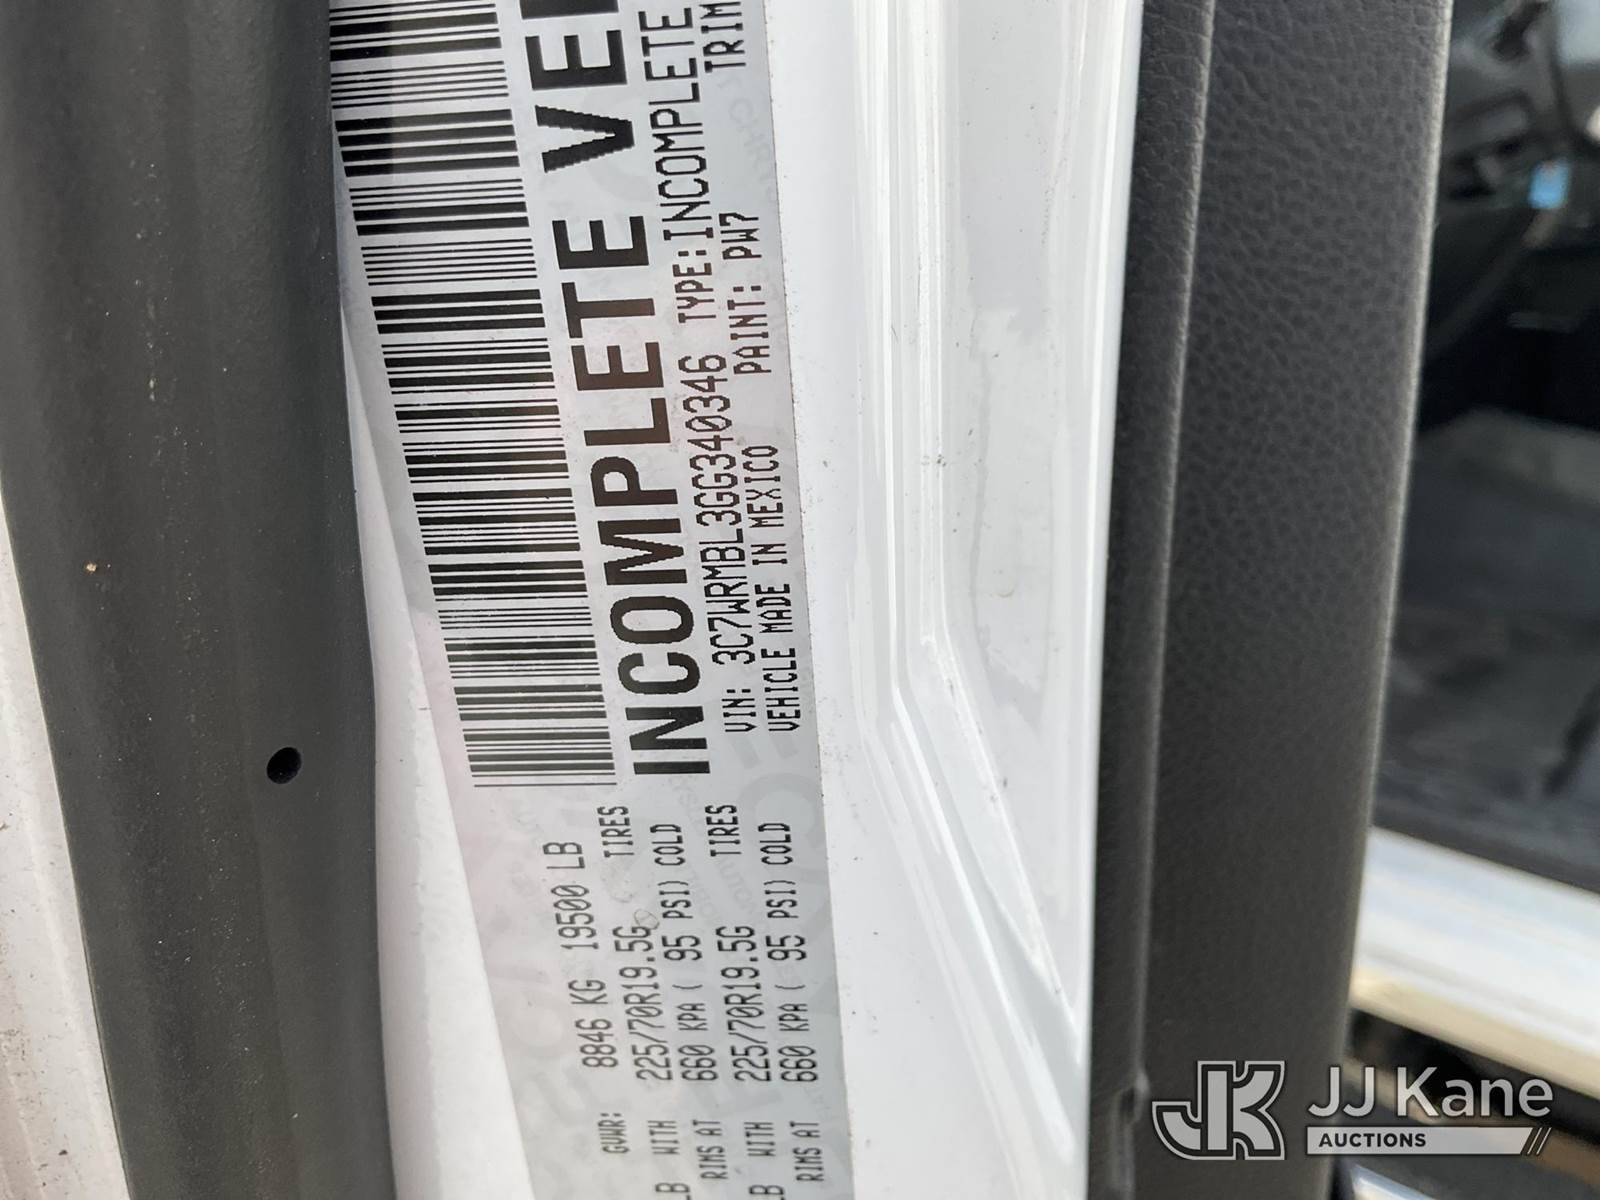 GVWR: 8846 KG 19500 LB
LB WITH 225/70R19.5G TIRES
RIMS AT 660 KPA ( 95 PSI) COLD
LB WITH 225/70R19.5G TIRES
RIMS AT 660 KPA ( 95 PSI) COLD
INCOMPLETE VE
VIN: 3C7WRMBL3GG340346 TYPE: INCOMPLETE
VEHICLE MADE IN MEXICO PAINT: PW7 TRIM
JK JJ Kane
AUCTIONS